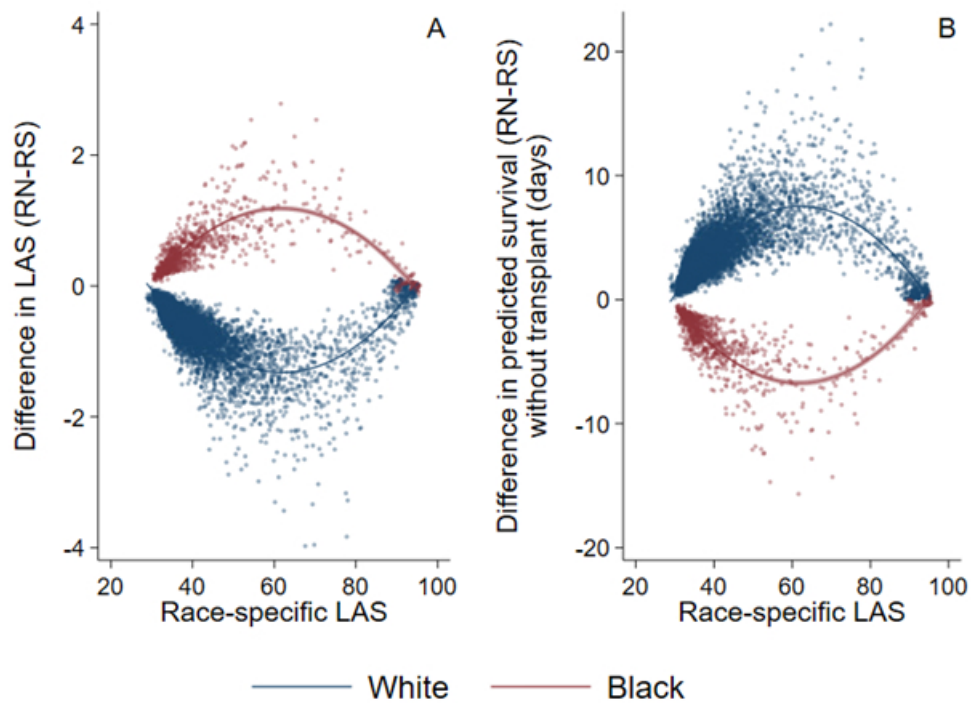 A
Difference in LAS (RN-RS)
4
2
0
-2
-4
20 40 60 80 100
Race-specific LAS
B
Difference in predicted survival (RN-RS)
without transplant (days)
20
10
0
-10
-20
20 40 60 80 100
Race-specific LAS
White Black